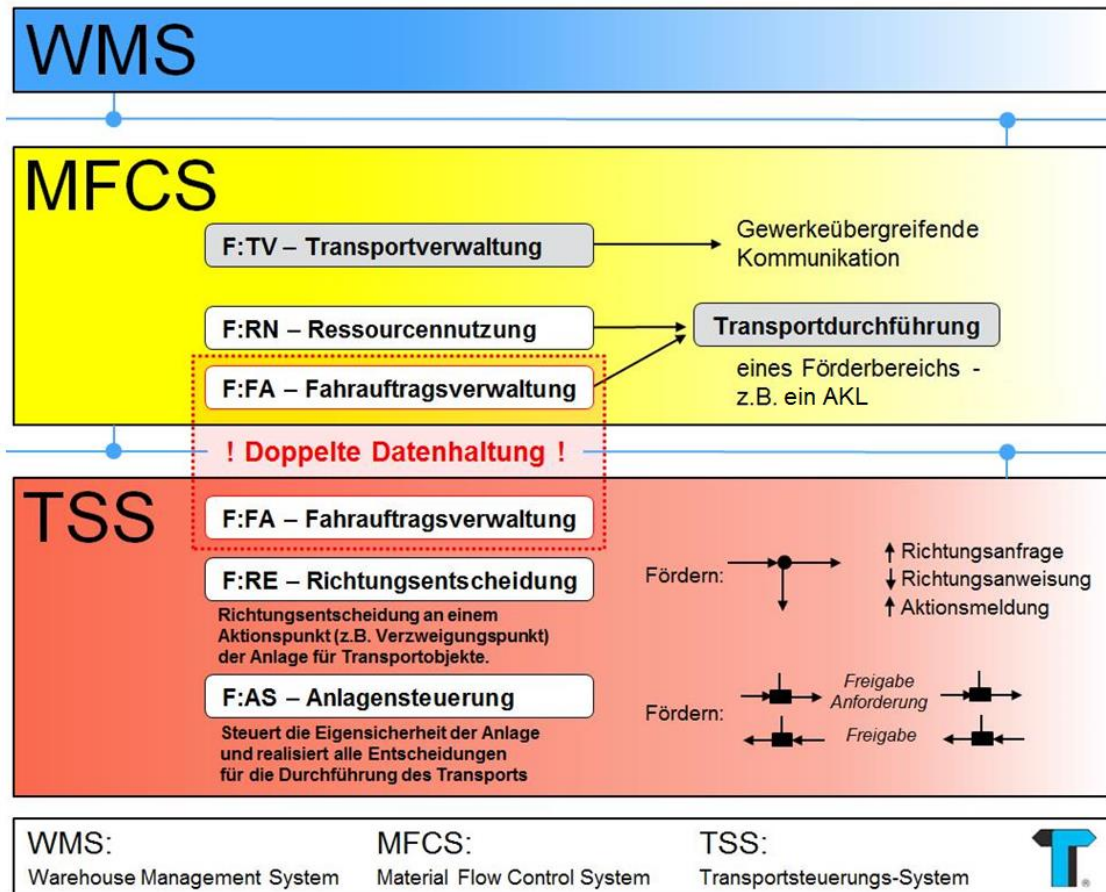 WMS
MFCS
F:TV – Transportverwaltung
Gewerkeübergreifende
Kommunikation
F:RN – Ressourcennutzung
Transportdurchführung
F:FA – Fahrauftragsverwaltung
eines Förderbereichs -
z.B. ein AKL
! Doppelte Datenhaltung !
TSS
F:FA – Fahrauftragsverwaltung
F:RE – Richtungsentscheidung
Richtungsentscheidung an einem
Aktionspunkt (z.B. Verzweigungspunkt)
der Anlage für Transportobjekte.
Fördern:
Richtungsanfrage
Richtungsanweisung
Aktionsmeldung
F:AS – Anlagensteuerung
Steuert die Eigensicherheit der Anlage
und realisiert alle Entscheidungen
für die Durchführung des Transports
Fördern:
Freigabe
Anforderung
Freigabe
WMS:
Warehouse Management System
MFCS:
Material Flow Control System
TSS:
Transportsteuerungs-System
®